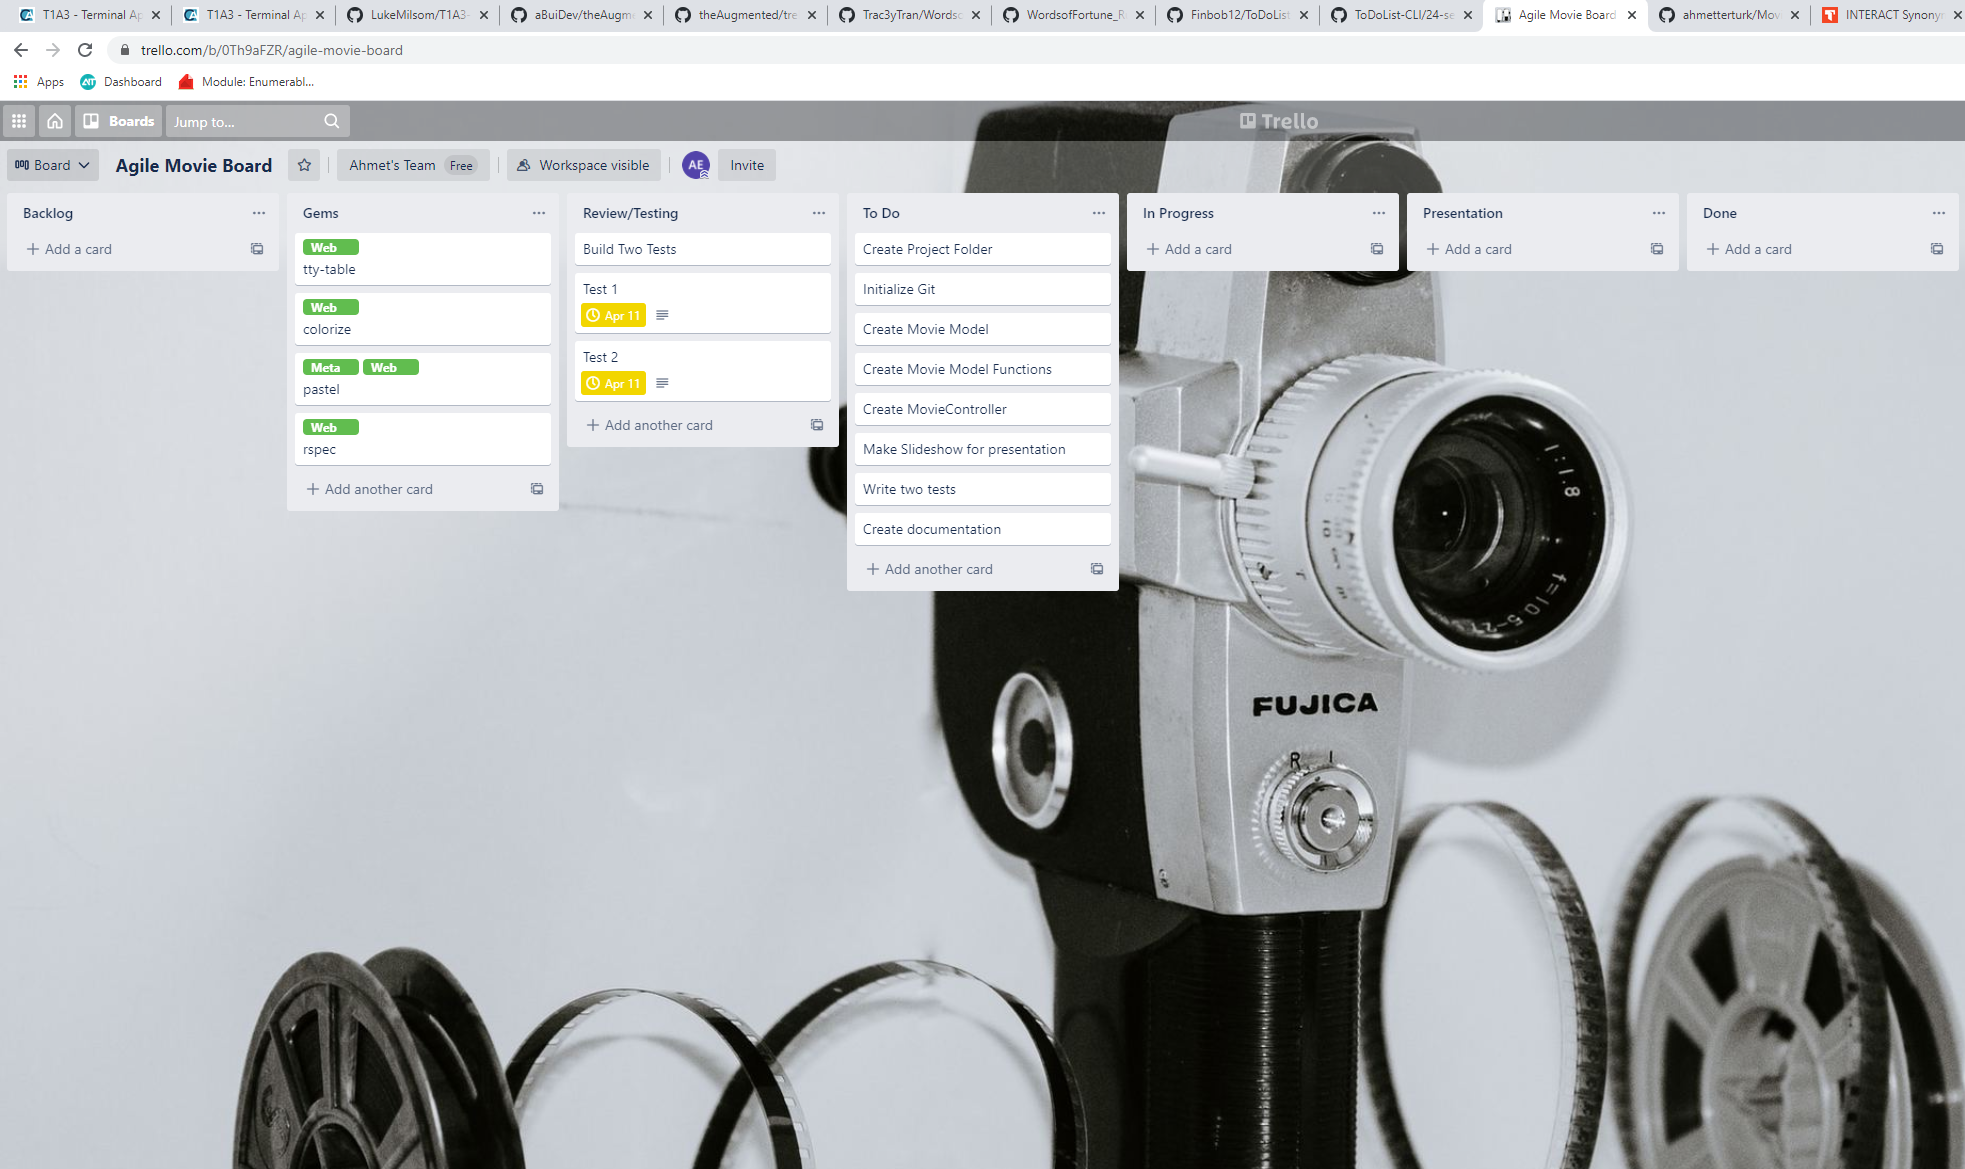 T1A3 - Terminal Ap
T1A3 - Terminal Ap
LukeMilsom/T1A3-
aBuiDev/theAugme
theAugmented/tre
Trac3yTran/Wordso
WordsofFortune_R
Finbob12/ToDoList
ToDoList-CLI/24-se
Agile Movie Board
ahmetterturk/Mov
INTERACT Synonym
trello.com/b/0Th9aFZR/agile-movie-board
Apps
Dashboard
Module: Enumerabl...
Boards
Jump to...
Trello
Board
Agile Movie Board
Ahmet's Team Free
Workspace visible
AE
Invite
Backlog
Add a card
Gems
Web
tty-table
Web
colorize
Meta Web
pastel
Web
rspec
Add another card
Review/Testing
Build Two Tests
Test 1
Apr 11
Test 2
Apr 11
Add another card
To Do
Create Project Folder
Initialize Git
Create Movie Model
Create Movie Model Functions
Create MovieController
Make Slideshow for presentation
Write two tests
Create documentation
Add another card
In Progress
Add a card
Presentation
Add a card
Done
Add a card
1:1.8
FUJICA
R I